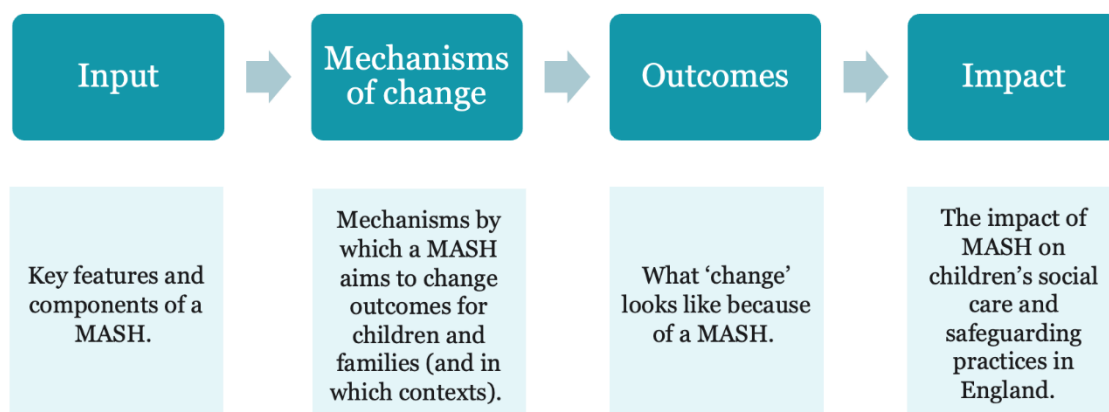 Input
Mechanisms
of change
Outcomes
Impact
Key features and
components of a
MASH.
Mechanisms by
which a MASH
aims to change
outcomes for
children and
families (and in
which contexts).
What ‘change’
looks like because
of a MASH.
The impact of
MASH on
children’s social
care and
safeguarding
practices in
England.